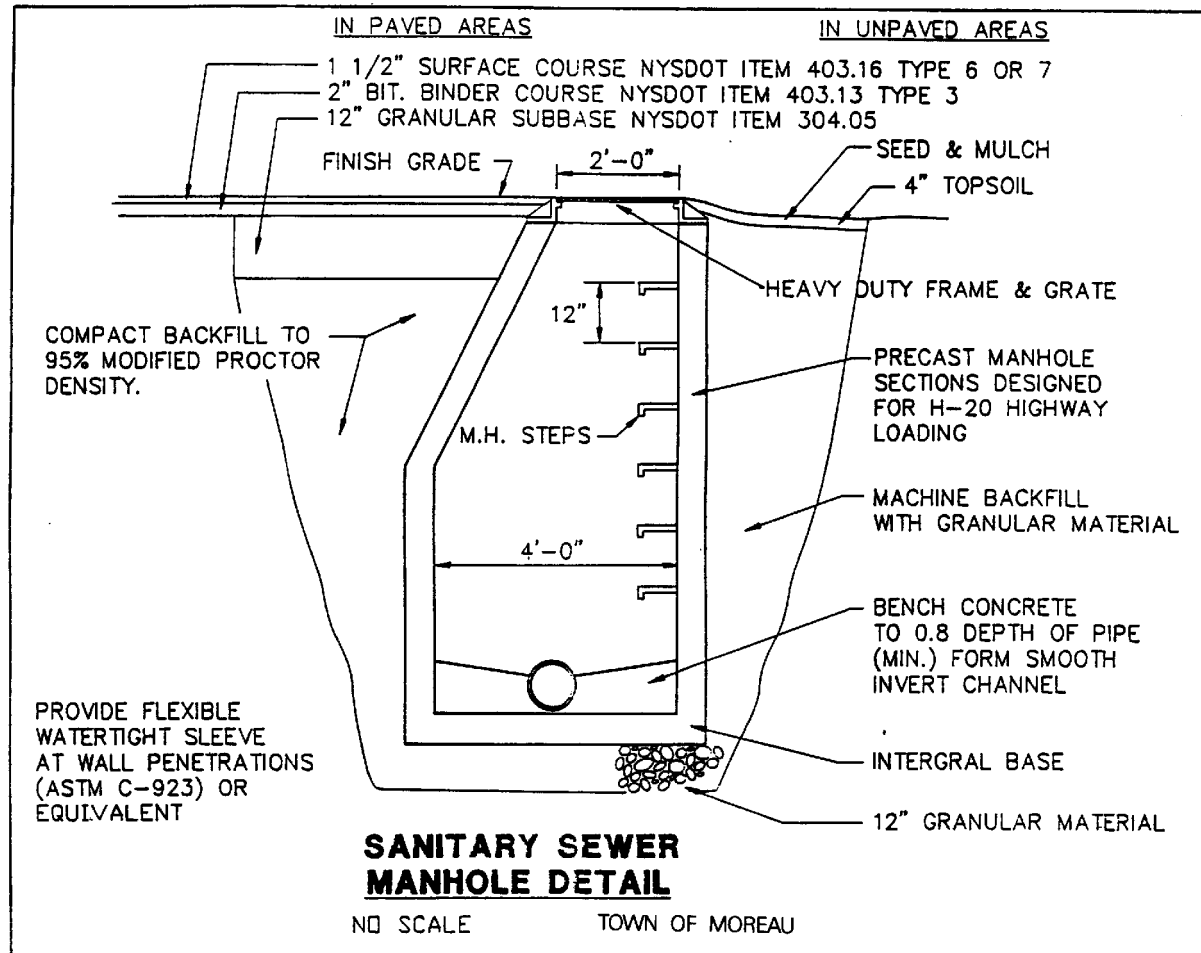 IN PAVED AREAS
IN UNPAVED AREAS
1 1/2" SURFACE COURSE NYSDOT ITEM 403.16 TYPE 6 OR 7
2" BIT. BINDER COURSE NYSDOT ITEM 403.13 TYPE 3
12" GRANULAR SUBBASE NYSDOT ITEM 304.05
FINISH GRADE
2'-0"
SEED & MULCH
4" TOPSOIL
HEAVY DUTY FRAME & GRATE
12"
COMPACT BACKFILL TO
95% MODIFIED PROCTOR
DENSITY.
PRECAST MANHOLE
SECTIONS DESIGNED
FOR H-20 HIGHWAY
LOADING
M.H. STEPS
MACHINE BACKFILL
WITH GRANULAR MATERIAL
4'-0"
BENCH CONCRETE
TO 0.8 DEPTH OF PIPE
(MIN.) FORM SMOOTH
INVERT CHANNEL
PROVIDE FLEXIBLE
WATERTIGHT SLEEVE
AT WALL PENETRATIONS
(ASTM C-923) OR
EQUIVALENT
INTERGRAL BASE
12" GRANULAR MATERIAL
SANITARY SEWER
MANHOLE DETAIL
NO SCALE
TOWN OF MOREAU